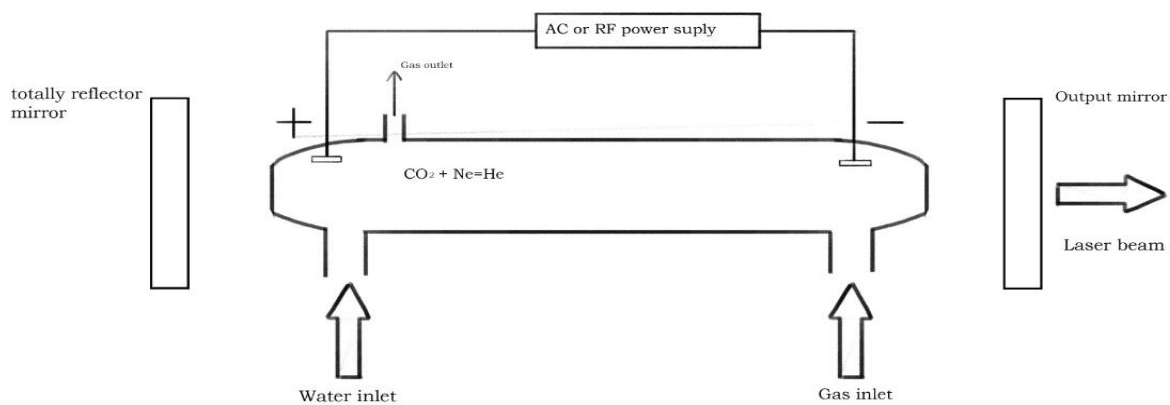 AC or RF power suply
Gas outlet
totally reflector
mirror
Output mirror
+
−
CO₂ + Ne=He
Laser beam
Water inlet
Gas inlet